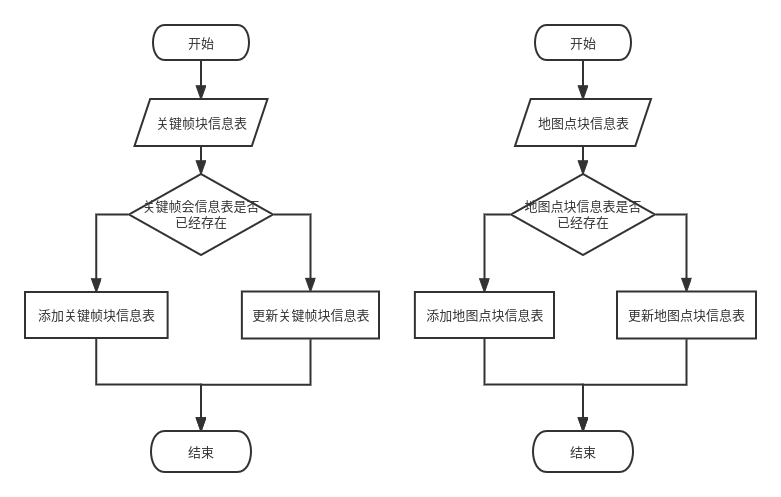 开始
关键帧块信息表
关键帧会信息表是否
已经存在
添加关键帧块信息表
更新关键帧块信息表
结束
开始
地图点块信息表
地图点块信息表是否
已经存在
添加地图点块信息表
更新地图点块信息表
结束